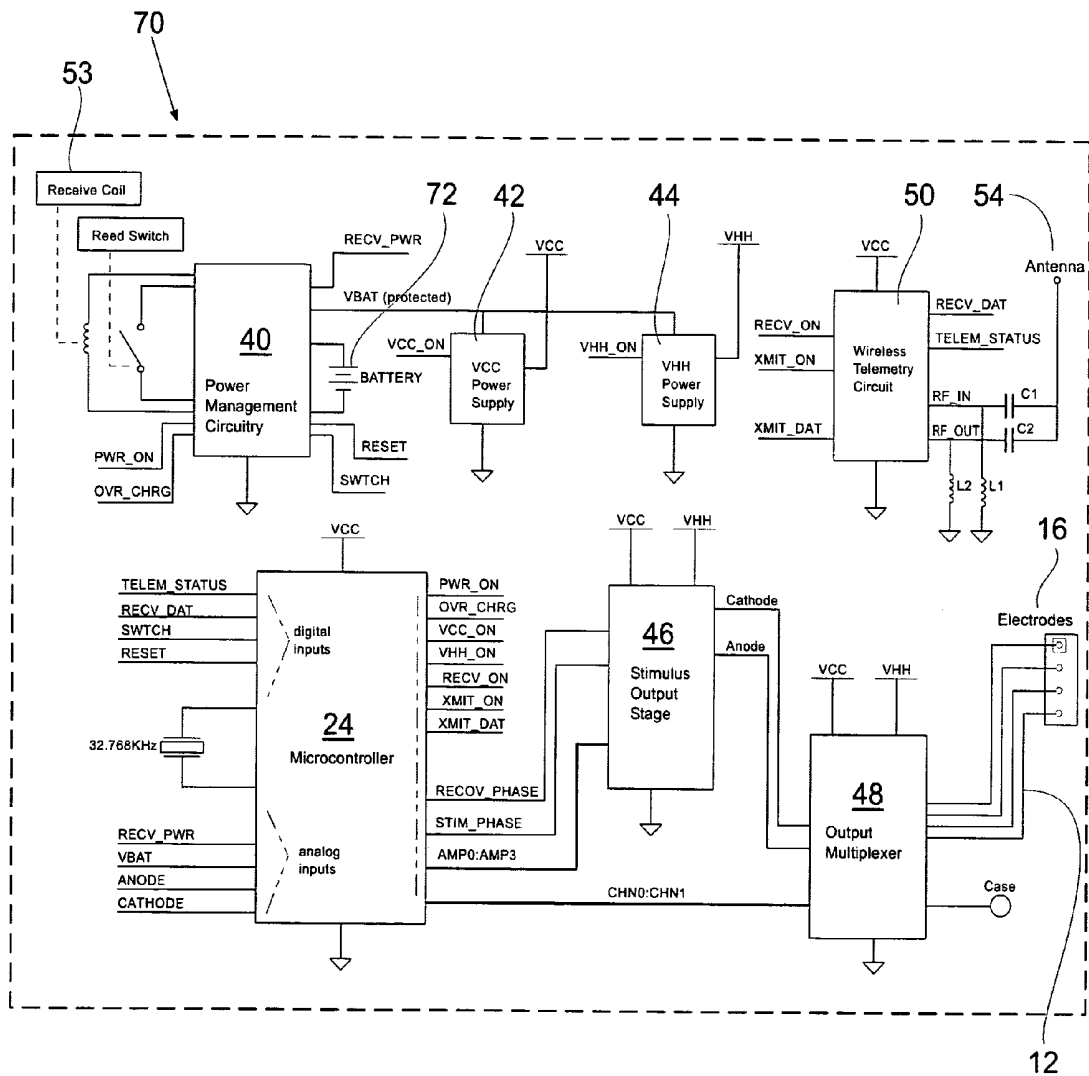 70
53
Receive Coil
Reed Switch
72
42
44
50
54
RECV_PWR
VCC
VHH
VCC
Antenna
VBAT (protected)
40
Power
Management
Circuitry
BATTERY
VCC_ON
VCC
Power
Supply
VHH_ON
VHH
Power
Supply
RECV_ON
XMIT_ON
XMIT_DAT
Wireless
Telemetry
Circuit
RECV_DAT
TELEM_STATUS
RF_IN
C1
RF_OUT
C2
L2
L1
PWR_ON
OVR_CHRG
RESET
SWTCH
VCC
TELEM_STATUS
RECV_DAT
SWTCH
RESET
digital
inputs
32.768KHz
24
Microcontroller
RECV_PWR
VBAT
ANODE
CATHODE
analog
inputs
PWR_ON
OVR_CHRG
VCC_ON
VHH_ON
RECV_ON
XMIT_ON
XMIT_DAT
RECOV_PHASE
STIM_PHASE
AMP0:AMP3
CHN0:CHN1
VCC
VHH
46
Stimulus
Output
Stage
Cathode
Anode
VCC
VHH
48
Output
Multiplexer
16
Electrodes
Case
12